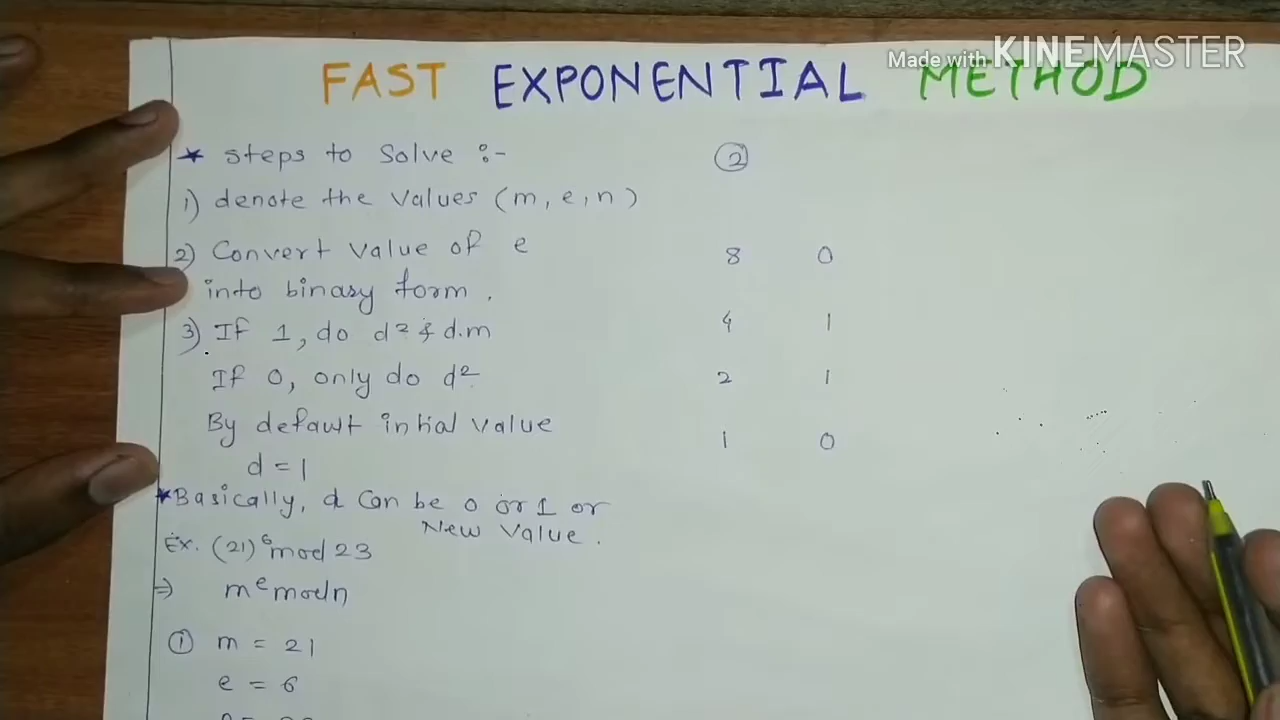 Made with KINEMASTER
FAST EXPONENTIAL METHOD
* Steps to Solve :-
1) denote the values (m, e, n)
2) Convert value of e
into binary form.
3) If 1, do d² & d.m
If 0, only do d²
By default initial value
d = 1
* Basically, d can be 0 or 1 or
New Value.
Ex. (21)⁶ mod 23
⇒ mᵉ mod n
① m = 21
e = 6
②
8 0
4 1
2 1
1 0